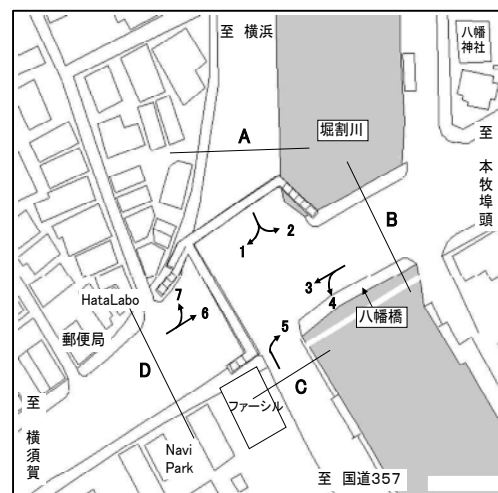 至 横浜
八幡
神社
堀割川
至 本牧埠頭
A
B
1
2
3
4
八幡橋
5
6
7
HataLabo
郵便局
D
C
ファーシル
至 横須賀
Navi
Park
至 国道357